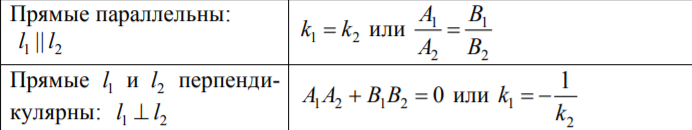 Прямые параллельны: k₁ = k₂ или A₁/A₂ = B₁/B₂
l₁ || l₂
Прямые l₁ и l₂ перпенди-
кулярны: l₁ ⊥ l₂ A₁A₂ + B₁B₂ = 0 или k₁ = −1/k₂